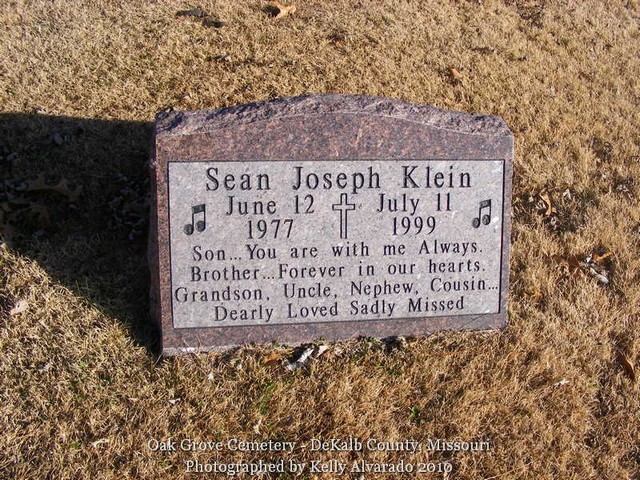 Sean Joseph Klein
June 12 July 11
1977 1999
Son...You are with me Always.
Brother...Forever in our hearts.
Grandson, Uncle, Nephew, Cousin...
Dearly Loved Sadly Missed
Oak Grove Cemetery - DeKalb County, Missouri
Photographed by Kelly Alvarado 2010